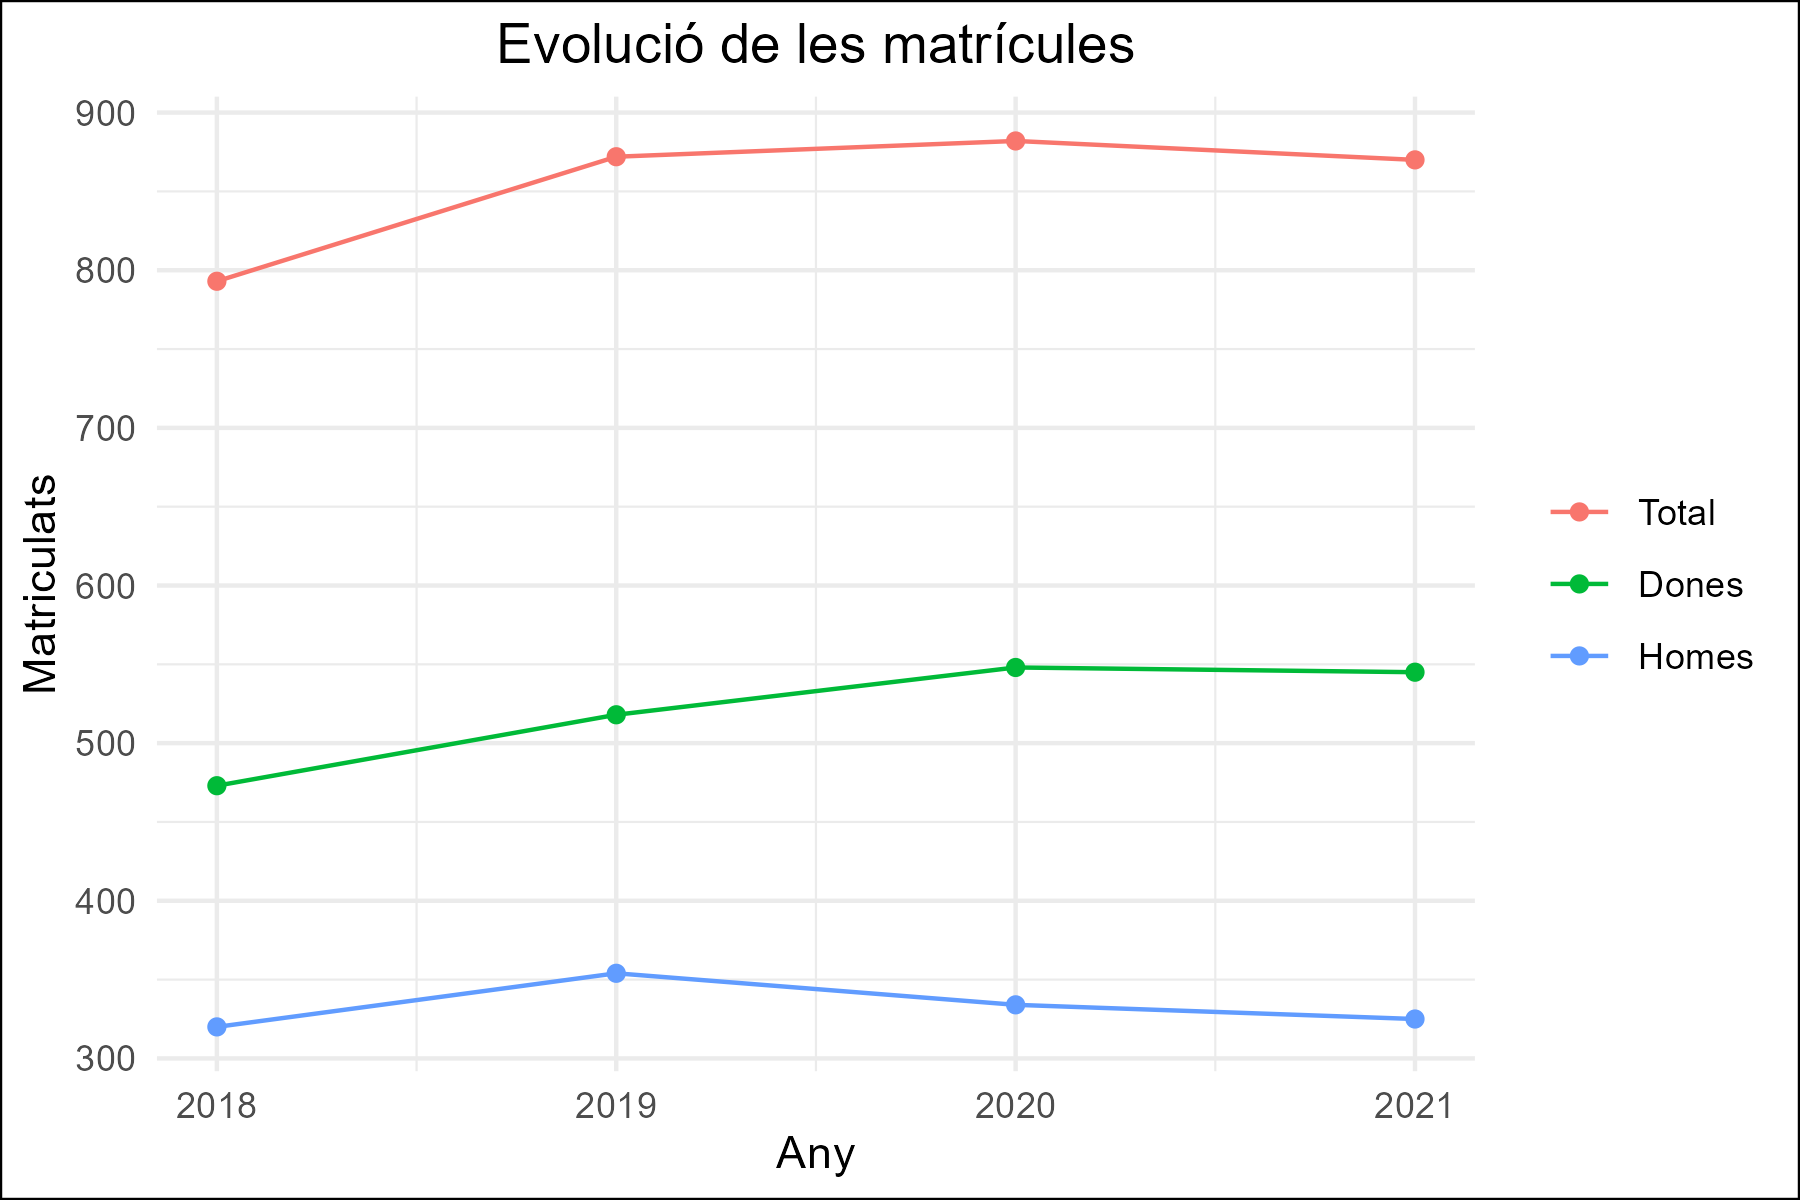 Evolució de les matrícules
900
800
700
600
500
400
300
Matriculats
2018 2019 2020 2021
Any
Total
Dones
Homes